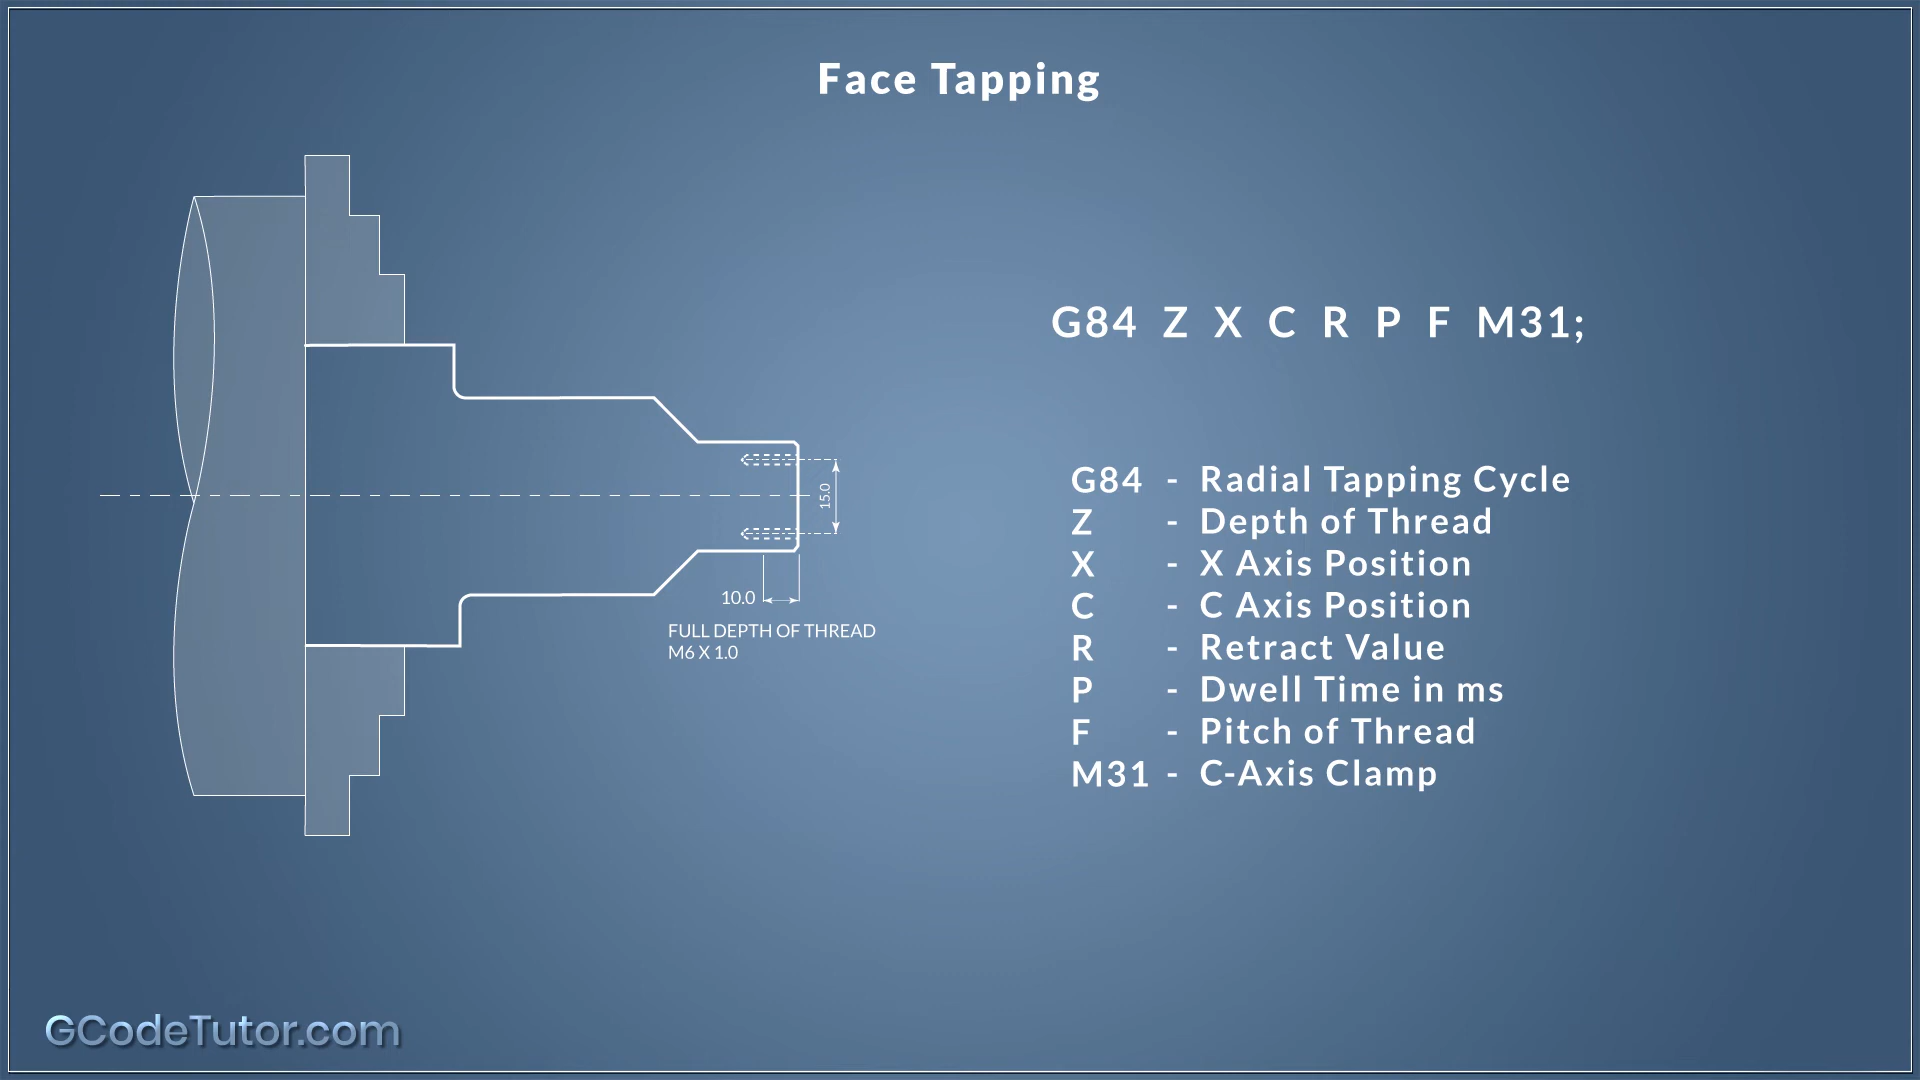 Face Tapping
G84 Z X C R P F M31;
15.0
10.0
FULL DEPTH OF THREAD
M6 X 1.0
G84 - Radial Tapping Cycle
Z - Depth of Thread
X - X Axis Position
C - C Axis Position
R - Retract Value
P - Dwell Time in ms
F - Pitch of Thread
M31 - C-Axis Clamp
GCodeTutor.com